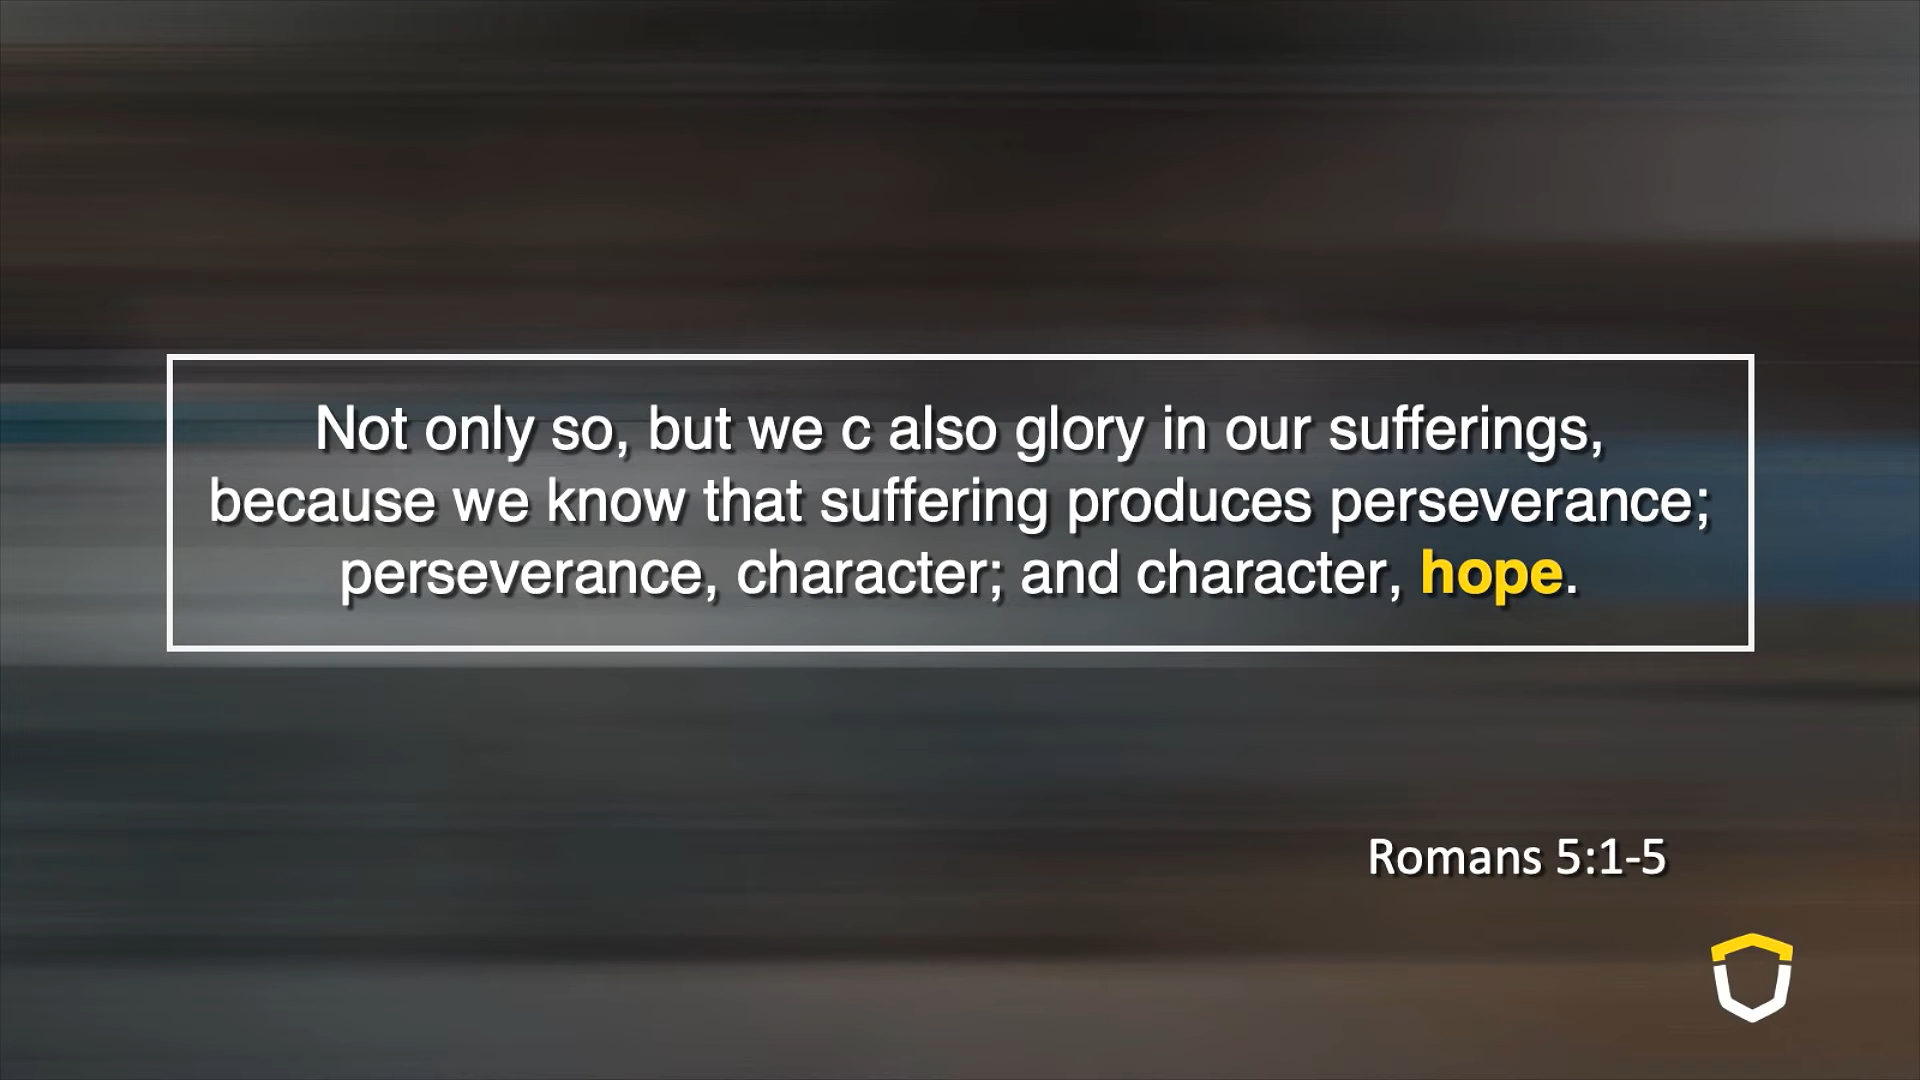 Not only so, but we c also glory in our sufferings,
because we know that suffering produces perseverance;
perseverance, character; and character, hope.
Romans 5:1-5